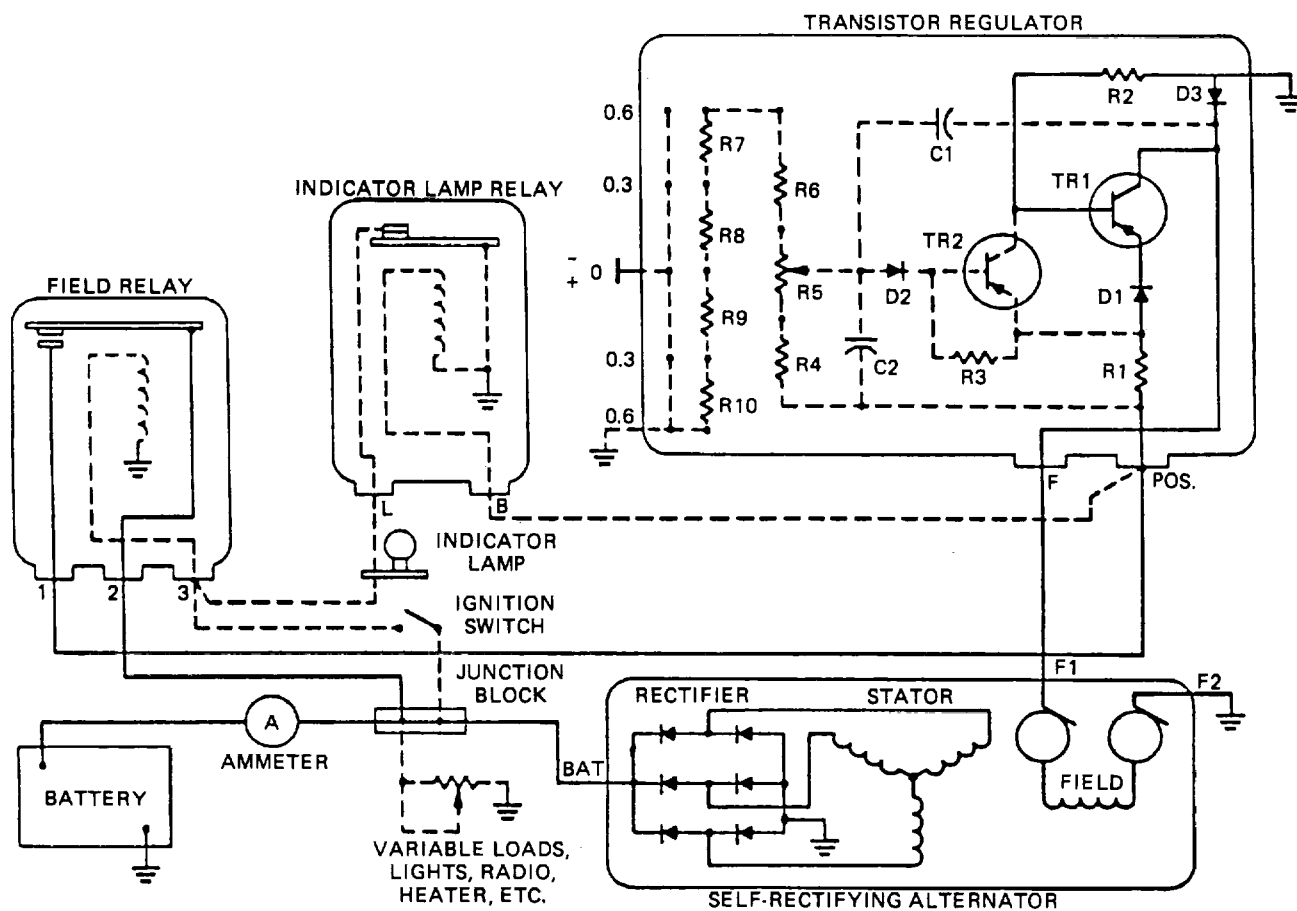 TRANSISTOR REGULATOR
R2
D3
0.6
R7
C1
TR1
INDICATOR LAMP RELAY
0.3
R6
R8
TR2
FIELD RELAY
-
+ 0
R5
D2
D1
R9
0.3
R4
C2
R3
R1
0.6
R10
F
POS.
L
B
INDICATOR
LAMP
1
2
3
IGNITION
SWITCH
JUNCTION
BLOCK
F1
F2
RECTIFIER
STATOR
A
AMMETER
BAT
FIELD
BATTERY
VARIABLE LOADS,
LIGHTS, RADIO,
HEATER, ETC.
SELF-RECTIFYING ALTERNATOR